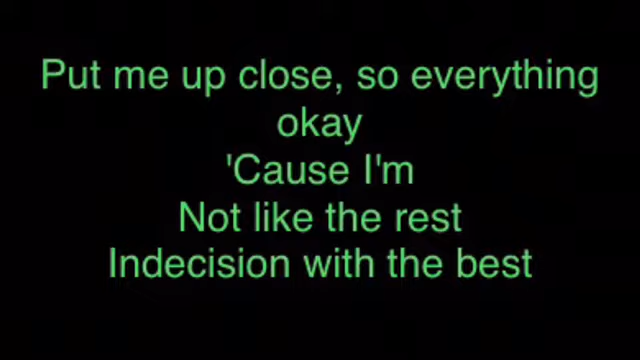 Put me up close, so everything
okay
'Cause I'm
Not like the rest
Indecision with the best